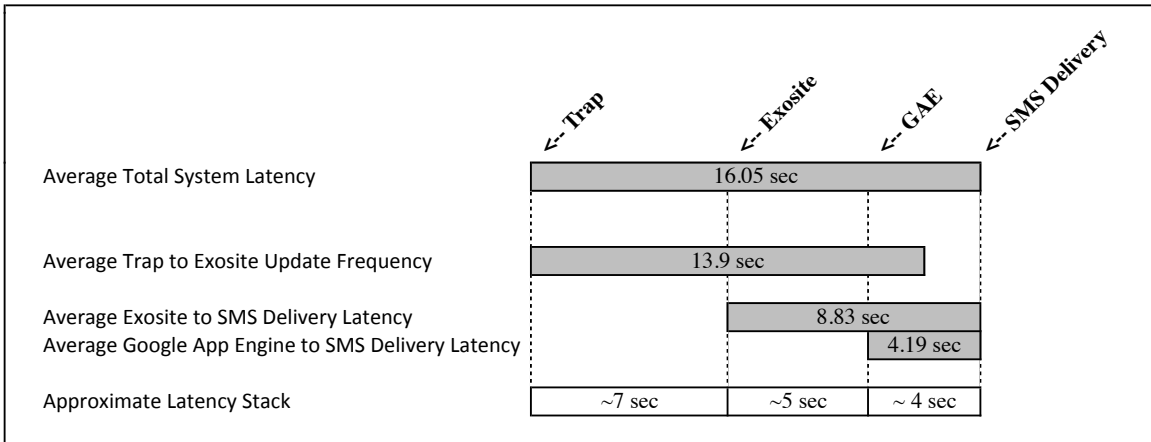 <-- Trap
<-- Exosite
<-- GAE
<-- SMS Delivery
Average Total System Latency
16.05 sec
Average Trap to Exosite Update Frequency
13.9 sec
Average Exosite to SMS Delivery Latency
8.83 sec
Average Google App Engine to SMS Delivery Latency
4.19 sec
Approximate Latency Stack
~7 sec
~5 sec
~ 4 sec